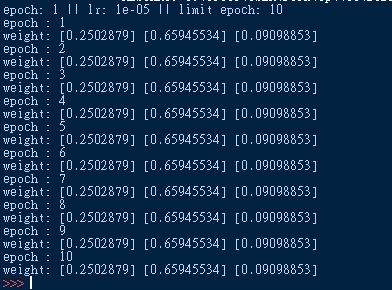 epoch: 1 || lr: 1e-05 || limit epoch: 10
epoch : 1
weight: [0.2502879] [0.65945534] [0.09098853]
epoch : 2
weight: [0.2502879] [0.65945534] [0.09098853]
epoch : 3
weight: [0.2502879] [0.65945534] [0.09098853]
epoch : 4
weight: [0.2502879] [0.65945534] [0.09098853]
epoch : 5
weight: [0.2502879] [0.65945534] [0.09098853]
epoch : 6
weight: [0.2502879] [0.65945534] [0.09098853]
epoch : 7
weight: [0.2502879] [0.65945534] [0.09098853]
epoch : 8
weight: [0.2502879] [0.65945534] [0.09098853]
epoch : 9
weight: [0.2502879] [0.65945534] [0.09098853]
epoch : 10
weight: [0.2502879] [0.65945534] [0.09098853]
>>>